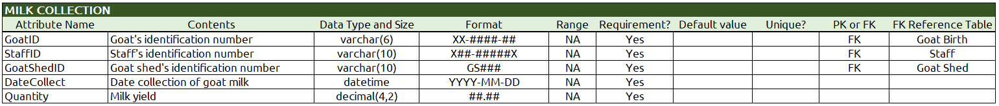 MILK COLLECTION
Attribute Name Contents Data Type and Size Format Range Requirement? Default value Unique? PK or FK FK Reference Table
GoatID Goat's identification number varchar(6) XX-####-## NA Yes FK Goat Birth
StaffID Staff's identification number varchar(10) X##-#####X NA Yes FK Staff
GoatShedID Goat shed's identification number varchar(10) GS### NA Yes FK Goat Shed
DateCollect Date collection of goat milk datetime YYYY-MM-DD NA Yes
Quantity Milk yield decimal(4,2) ##.## NA Yes